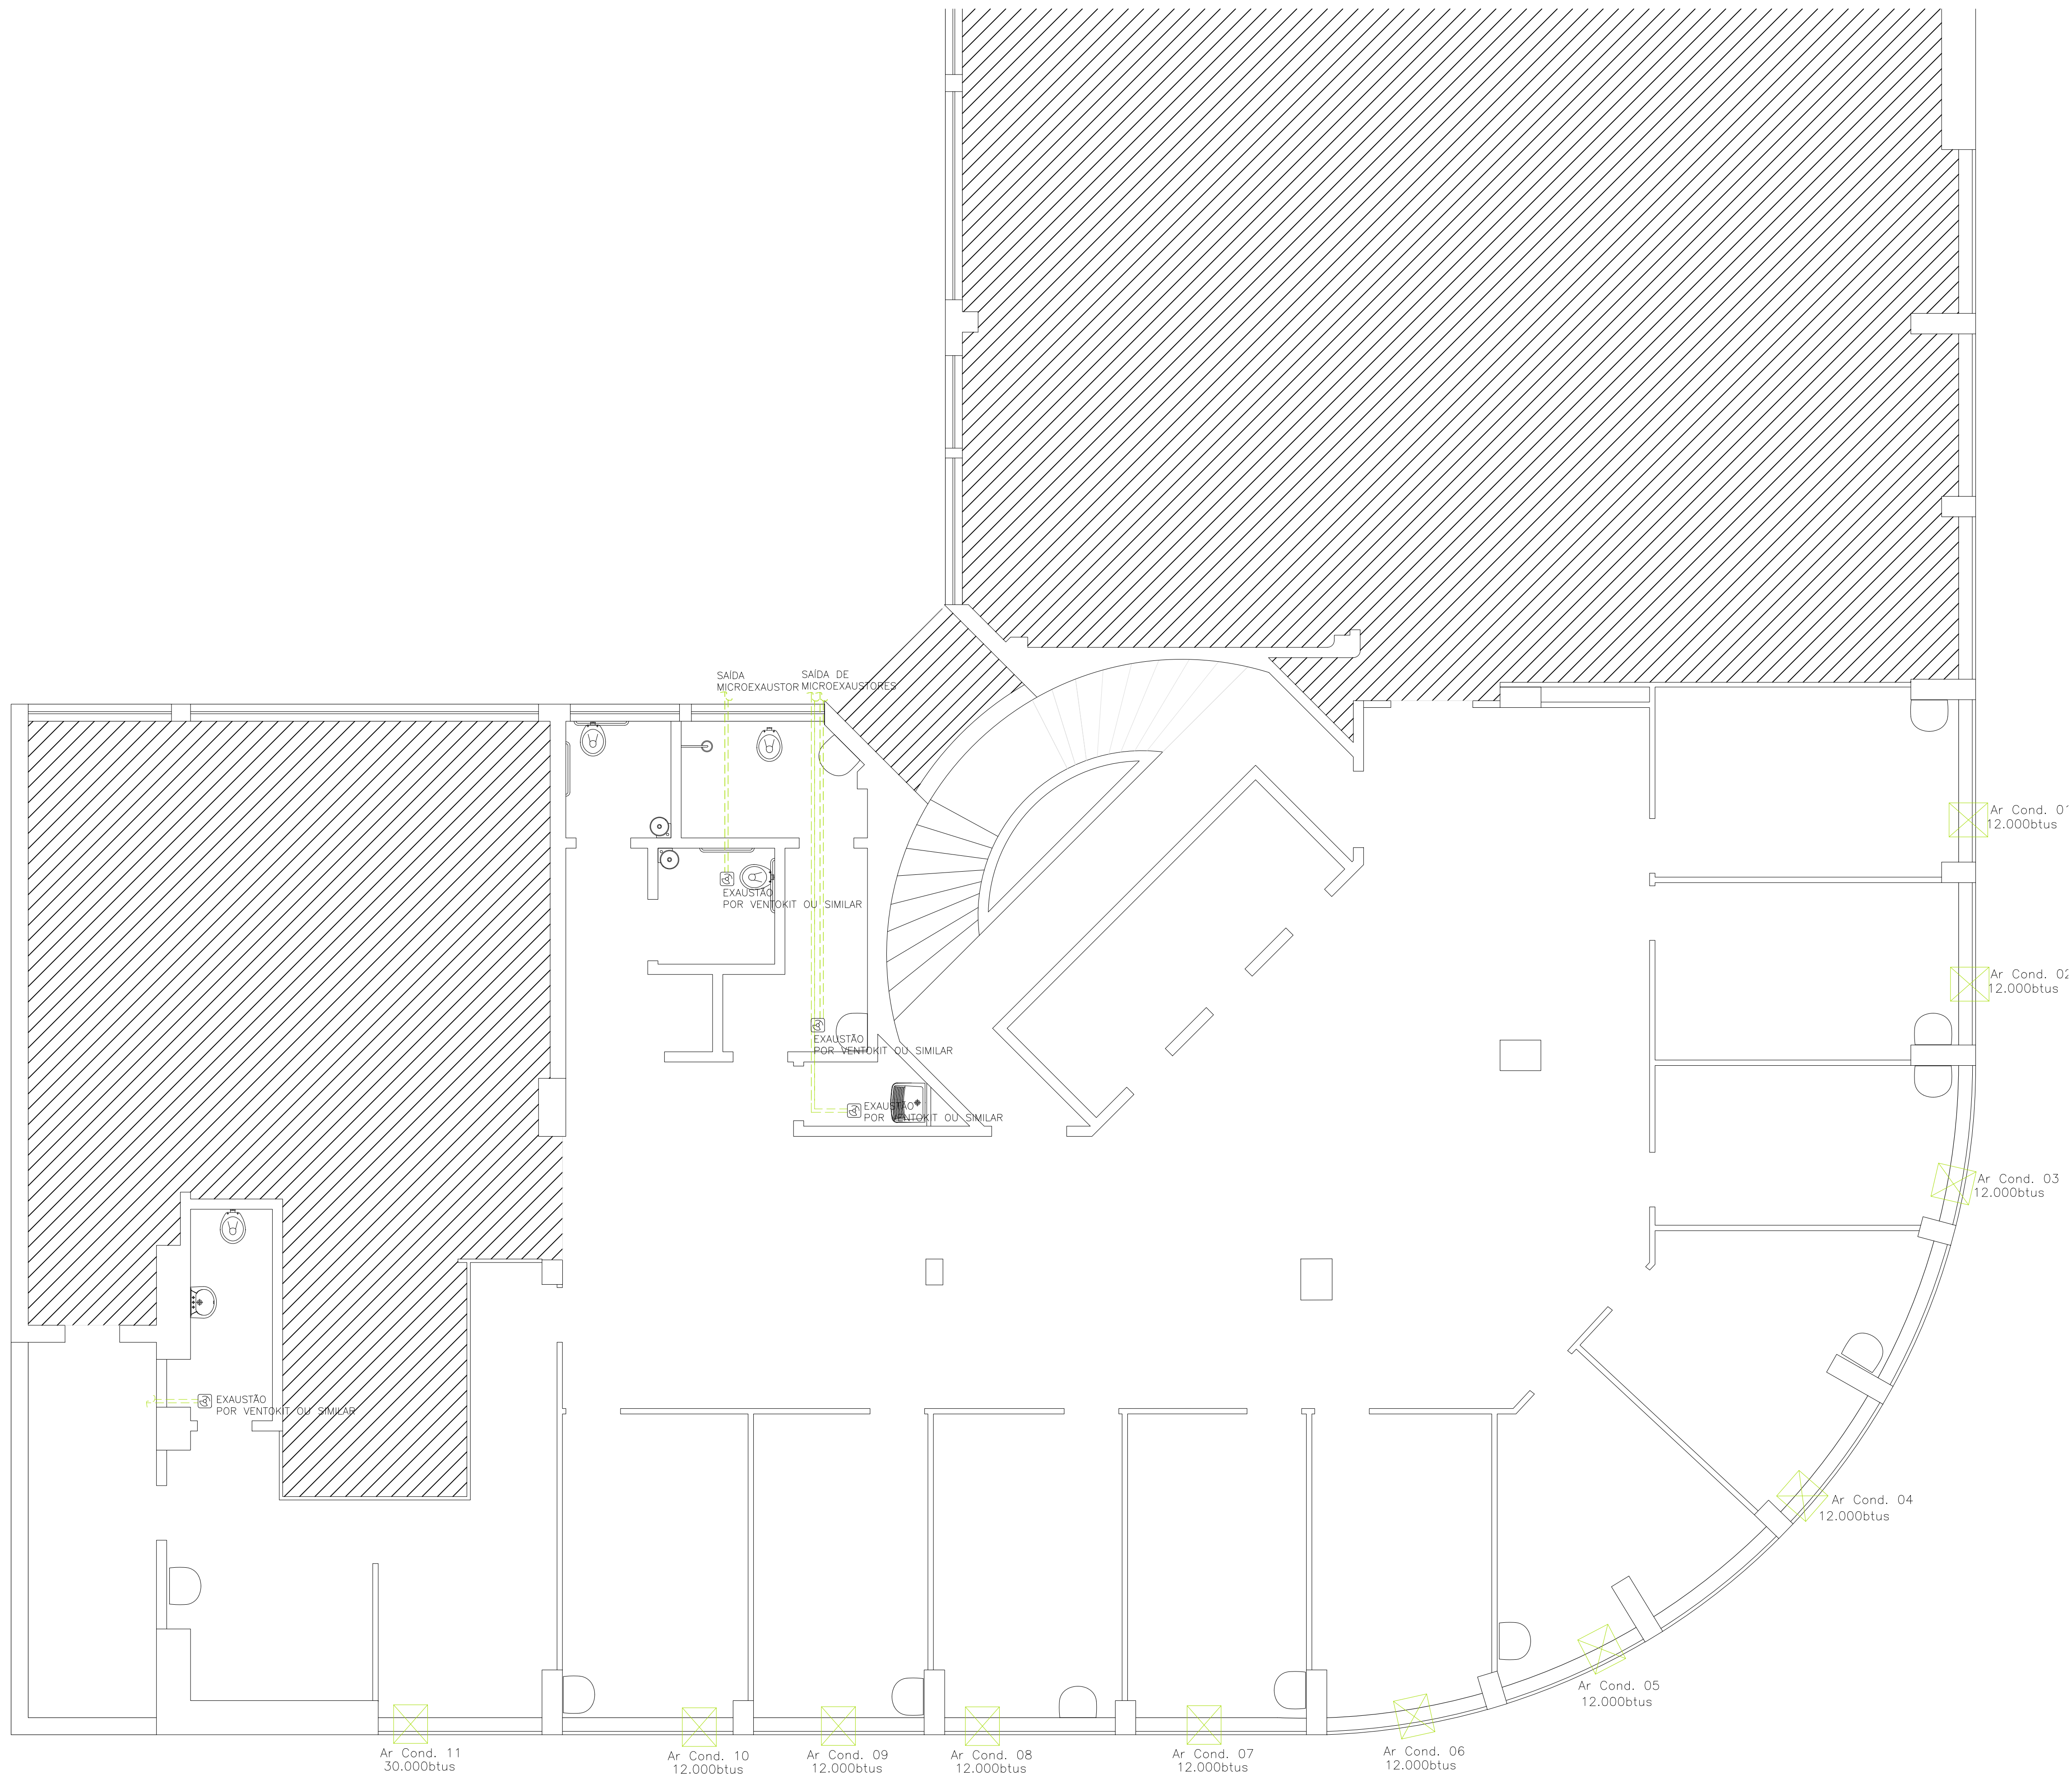 SAÍDA
MICROEXAUSTOR
SAÍDA DE
MICROEXAUSTORES
Ar Cond. 01
12.000btus
EXAUSTÃO
POR VENTOKIT OU SIMILAR
Ar Cond. 02
12.000btus
EXAUSTÃO
POR VENTOKIT OU SIMILAR
EXAUSTÃO
POR VENTOKIT OU SIMILAR
Ar Cond. 03
12.000btus
EXAUSTÃO
POR VENTOKIT OU SIMILAR
Ar Cond. 04
12.000btus
Ar Cond. 05
12.000btus
Ar Cond. 11
30.000btus
Ar Cond. 10
12.000btus
Ar Cond. 09
12.000btus
Ar Cond. 08
12.000btus
Ar Cond. 07
12.000btus
Ar Cond. 06
12.000btus